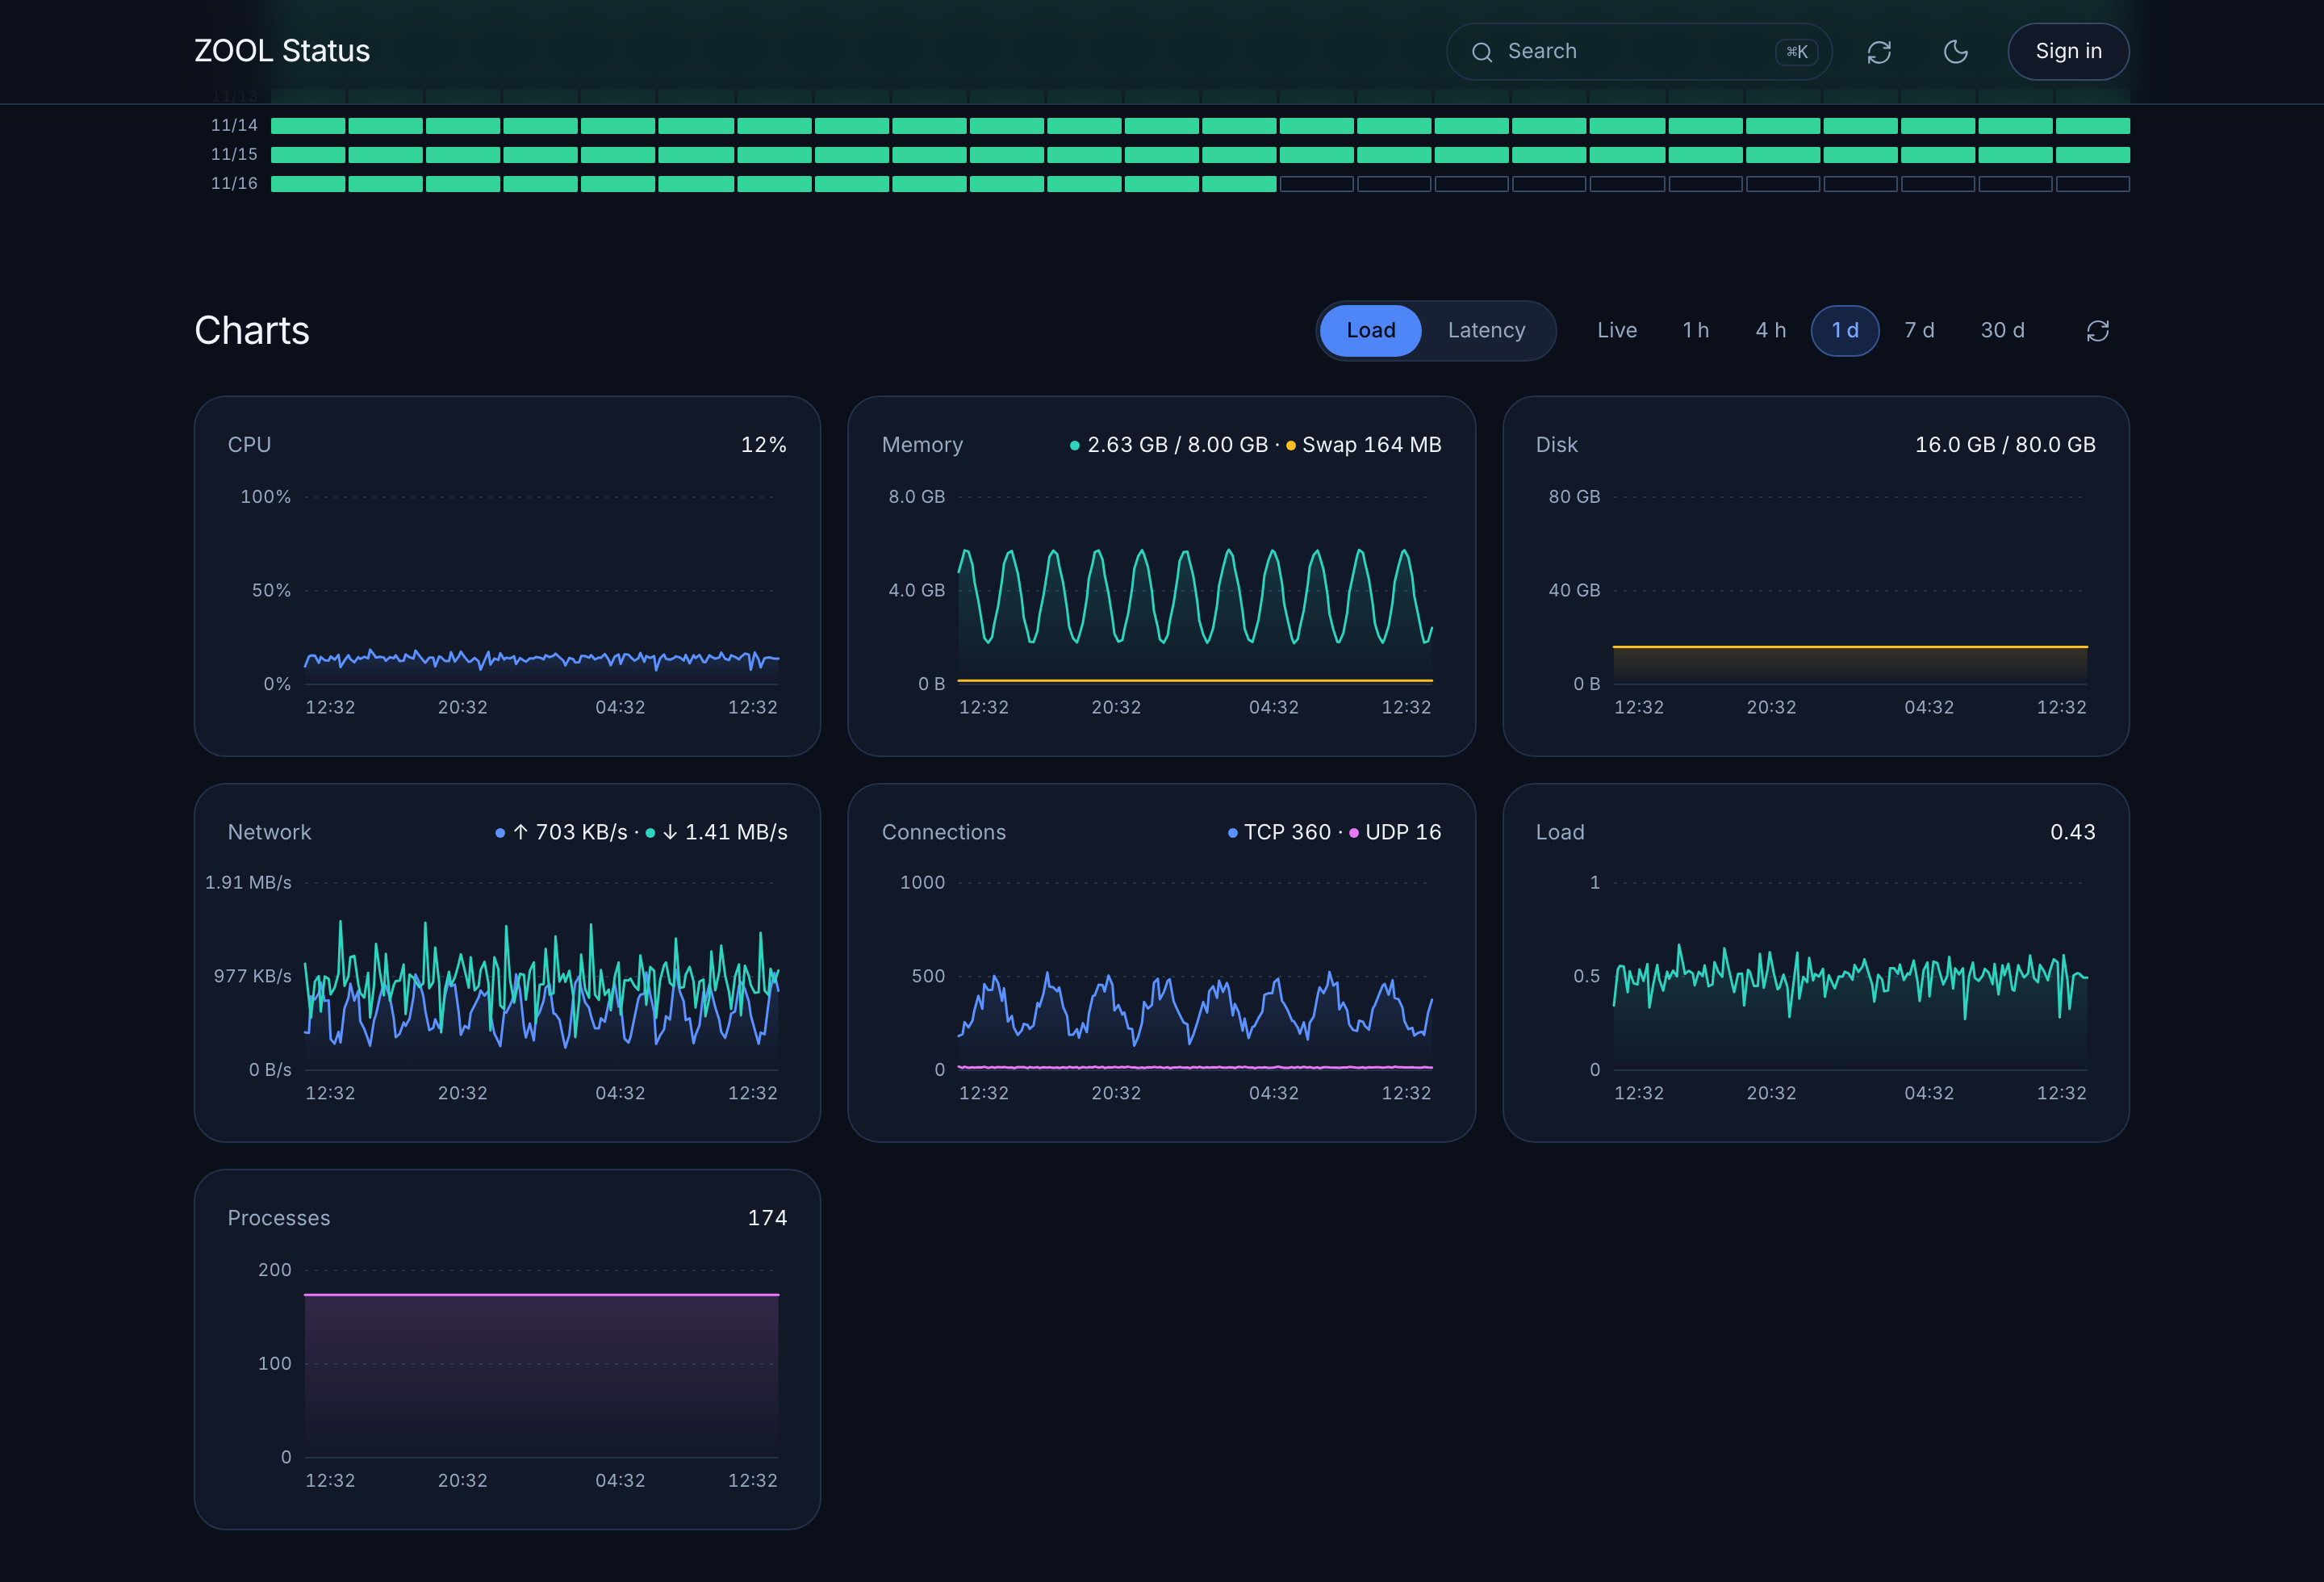 ZOOL Status
Search
⌘K
Sign in
11/13
11/14
11/15
11/16
Charts
Load
Latency
Live
1 h
4 h
1 d
7 d
30 d
CPU
12%
100%
50%
0%
12:32
20:32
04:32
12:32
Memory
2.63 GB / 8.00 GB · Swap 164 MB
8.0 GB
4.0 GB
0 B
12:32
20:32
04:32
12:32
Disk
16.0 GB / 80.0 GB
80 GB
40 GB
0 B
12:32
20:32
04:32
12:32
Network
↑ 703 KB/s · ↓ 1.41 MB/s
1.91 MB/s
977 KB/s
0 B/s
12:32
20:32
04:32
12:32
Connections
TCP 360 · UDP 16
1000
500
0
12:32
20:32
04:32
12:32
Load
0.43
1
0.5
0
12:32
20:32
04:32
12:32
Processes
174
200
100
0
12:32
20:32
04:32
12:32